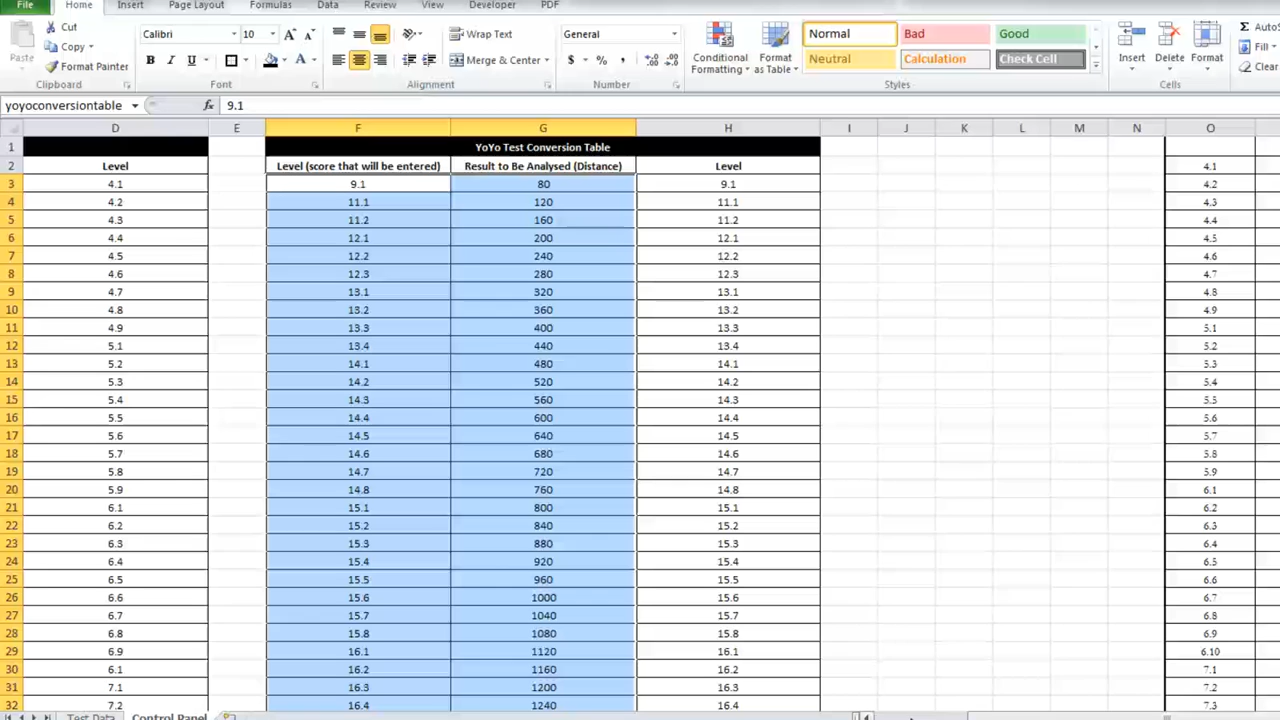 File Home Insert Page Layout Formulas Data Review View Developer PDF
Cut Calibri 10 Wrap Text General Normal Bad Good Auto
Copy Conditional Formatting Format as Table Insert Delete Format Fill
Paste Format Painter B I U Merge & Center $ % , Neutral Calculation Check Cell Clear
Clipboard Font Alignment Number Styles Cells
yoyoconversiontable fx 9.1
D E F G H I J K L M N O
1 YoYo Test Conversion Table
2 Level Level (score that will be entered) Result to Be Analysed (Distance) Level 4.1
3 4.1 9.1 80 9.1 4.2
4 4.2 11.1 120 11.1 4.3
5 4.3 11.2 160 11.2 4.4
6 4.4 12.1 200 12.1 4.5
7 4.5 12.2 240 12.2 4.6
8 4.6 12.3 280 12.3 4.7
9 4.7 13.1 320 13.1 4.8
10 4.8 13.2 360 13.2 4.9
11 4.9 13.3 400 13.3 5.1
12 5.1 13.4 440 13.4 5.2
13 5.2 14.1 480 14.1 5.3
14 5.3 14.2 520 14.2 5.4
15 5.4 14.3 560 14.3 5.5
16 5.5 14.4 600 14.4 5.6
17 5.6 14.5 640 14.5 5.7
18 5.7 14.6 680 14.6 5.8
19 5.8 14.7 720 14.7 5.9
20 5.9 14.8 760 14.8 6.1
21 6.1 15.1 800 15.1 6.2
22 6.2 15.2 840 15.2 6.3
23 6.3 15.3 880 15.3 6.4
24 6.4 15.4 920 15.4 6.5
25 6.5 15.5 960 15.5 6.6
26 6.6 15.6 1000 15.6 6.7
27 6.7 15.7 1040 15.7 6.8
28 6.8 15.8 1080 15.8 6.9
29 6.9 16.1 1120 16.1 6.10
30 6.1 16.2 1160 16.2 7.1
31 7.1 16.3 1200 16.3 7.2
32 7.2 16.4 1240 16.4 7.3
Test Data Control Panel